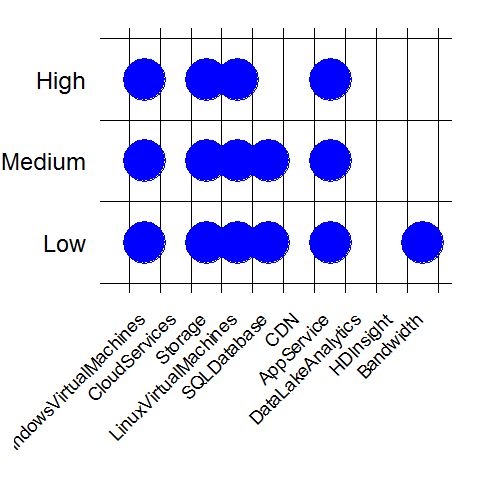 High
Medium
Low
ndowsVirtualMachines
CloudServices
Storage
LinuxVirtualMachines
SQLDatabase
CDN
AppService
DataLakeAnalytics
HDInsight
Bandwidth